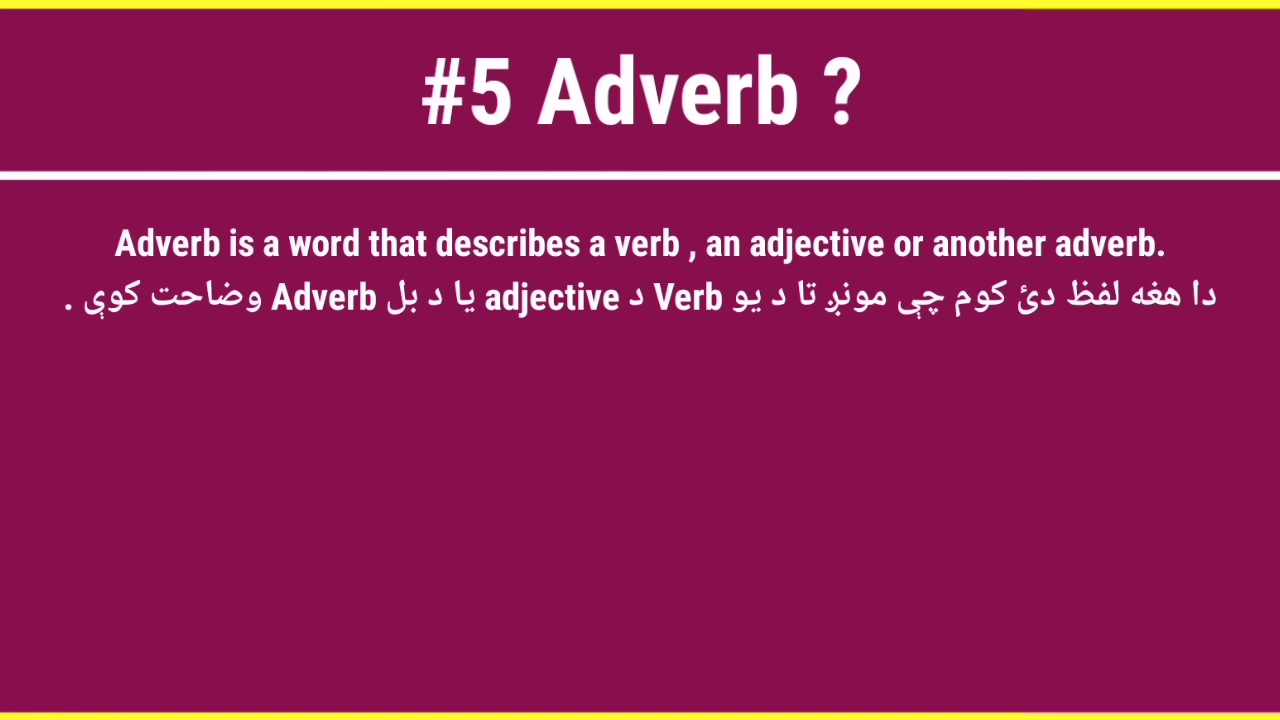 #5 Adverb ?
Adverb is a word that describes a verb , an adjective or another adverb.
دا هغه لفظ دئ کوم چې مونږ تا د یو Verb د adjective یا د بل Adverb وضاحت کوې .